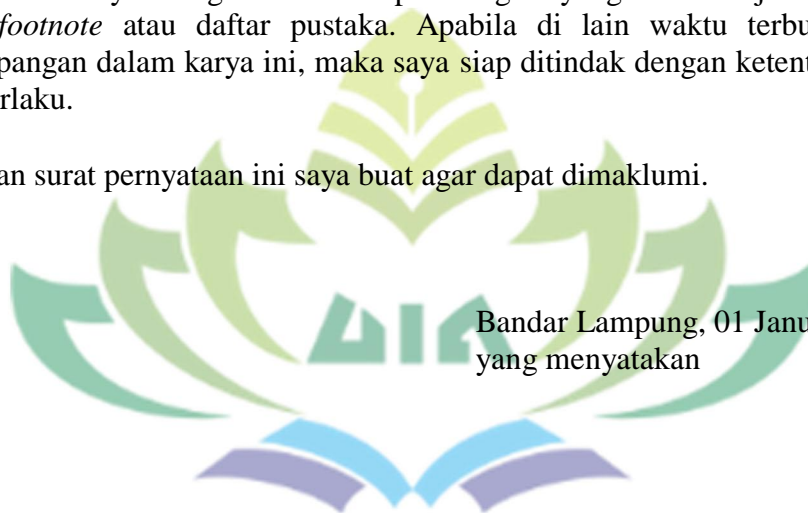 footnote atau daftar pustaka. Apabila di lain waktu terbu
pangan dalam karya ini, maka saya siap ditindak dengan ketent
rlaku.
an surat pernyataan ini saya buat agar dapat dimaklumi.
UIN
Bandar Lampung, 01 Janu
yang menyatakan